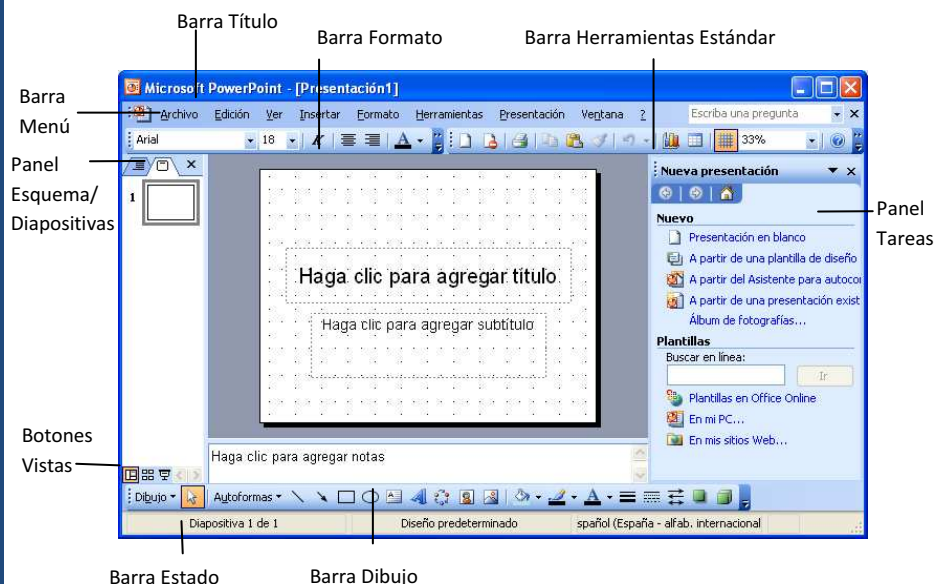 Barra Título
Barra Formato
Barra Herramientas Estándar
Microsoft PowerPoint - [Presentación1]
Barra
Menú
Archivo Edición Ver Insertar Formato Herramientas Presentación Ventana ?
Escriba una pregunta
Arial 18 K A 33%
Panel
Esquema/
Diapositivas
1
Nueva presentación
Panel
Tareas
Nuevo
Presentación en blanco
A partir de una plantilla de diseño
A partir del Asistente para autocon
A partir de una presentación exist
Álbum de fotografías...
Haga clic para agregar título
Haga clic para agregar subtítulo
Plantillas
Buscar en línea:
Ir
Plantillas en Office Online
En mi PC...
En mis sitios Web...
Botones
Vistas
Haga clic para agregar notas
Dibujo Autoformas A
Diapositiva 1 de 1 Diseño predeterminado spañol (España - alfab. internacional
Barra Estado
Barra Dibujo